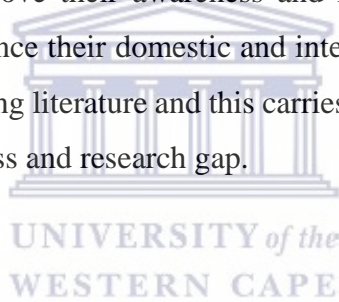 ove their awareness and
nce their domestic and inte
ng literature and this carries
ss and research gap.
UNIVERSITY of the
WESTERN CAPE